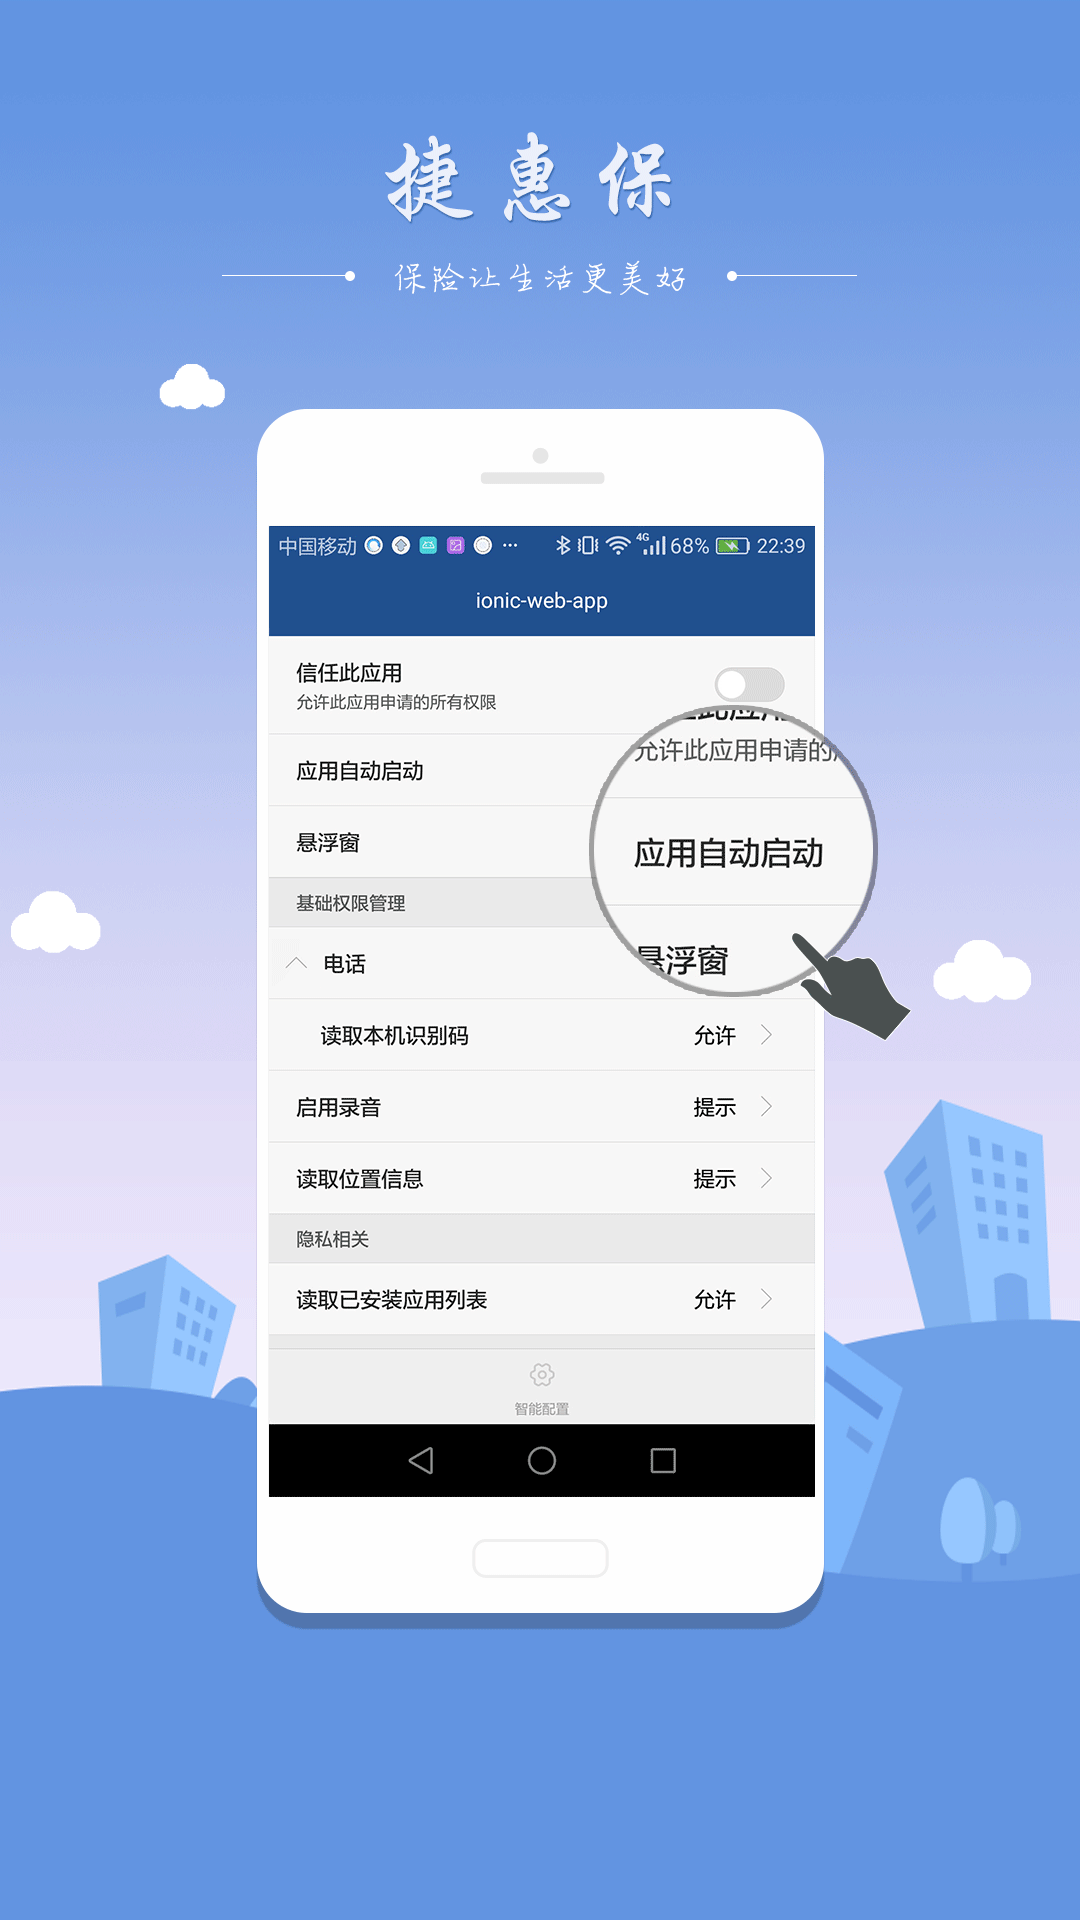 捷惠保
保险让生活更美好
中国移动 ··· 4G 68% 22:39
ionic-web-app
信任此应用
允许此应用申请的所有权限
应用自动启动
悬浮窗
基础权限管理
电话
读取本机识别码 允许
启用录音 提示
读取位置信息 提示
隐私相关
读取已安装应用列表 允许
智能配置
此应用
允许此应用申请的
应用自动启动
悬浮窗